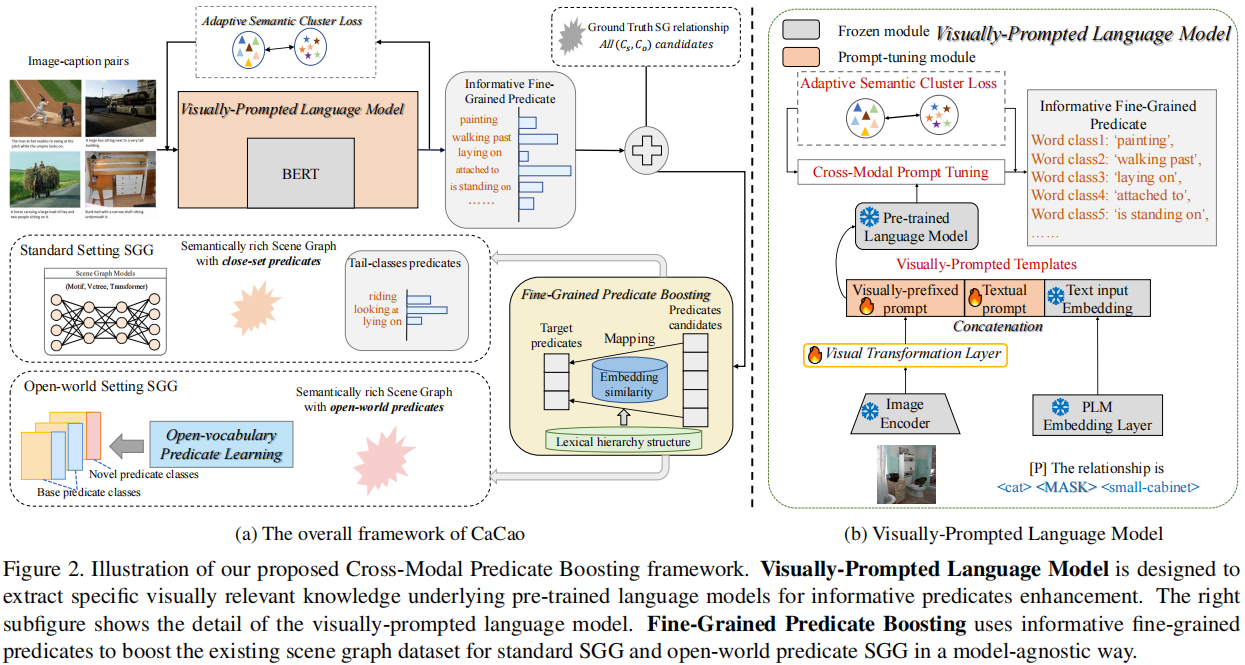 Adaptive Semantic Cluster Loss
Ground Truth SG relationship
All (Cs, Co) candidates
Image-caption pairs
The man at bat readies to swing at the
pitch while the umpire looks on.
A large bus sitting next to a very tall
building.
A horse carrying a large load of hay and
two people sitting on it.
Bunk bed with a narrow shelf sitting
underneath it.
Visually-Prompted Language Model
BERT
Informative Fine-
Grained Predicate
painting
walking past
laying on
attached to
is standing on
……
Standard Setting SGG
Scene Graph Models
(Motif, Vctree, Transformer)
Semantically rich Scene Graph
with close-set predicates
Tail-classes predicates
riding
looking at
lying on
Open-world Setting SGG
Semantically rich Scene Graph
with open-world predicates
Open-vocabulary
Predicate Learning
Novel predicate classes
Base predicate classes
Fine-Grained Predicate Boosting
Target
predicates
Mapping
Predicates
candidates
Embedding
similarity
Lexical hierarchy structure
(a) The overall framework of CaCao
Frozen module
Prompt-tuning module
Visually-Prompted Language Model
Adaptive Semantic Cluster Loss
Cross-Modal Prompt Tuning
Informative Fine-Grained
Predicate
Word class1: ‘painting’,
Word class2: ‘walking past’,
Word class3: ‘laying on’,
Word class4: ‘attached to’,
Word class5: ‘is standing on’,
……
Pre-trained
Language Model
Visually-Prompted Templates
Visually-prefixed
prompt
Textual
prompt
Text input
Embedding
Concatenation
Visual Transformation Layer
Image
Encoder
PLM
Embedding Layer
[P] The relationship is
<cat> <MASK> <small-cabinet>
(b) Visually-Prompted Language Model
Figure 2. Illustration of our proposed Cross-Modal Predicate Boosting framework. Visually-Prompted Language Model is designed to
extract specific visually relevant knowledge underlying pre-trained language models for informative predicates enhancement. The right
subfigure shows the detail of the visually-prompted language model. Fine-Grained Predicate Boosting uses informative fine-grained
predicates to boost the existing scene graph dataset for standard SGG and open-world predicate SGG in a model-agnostic way.